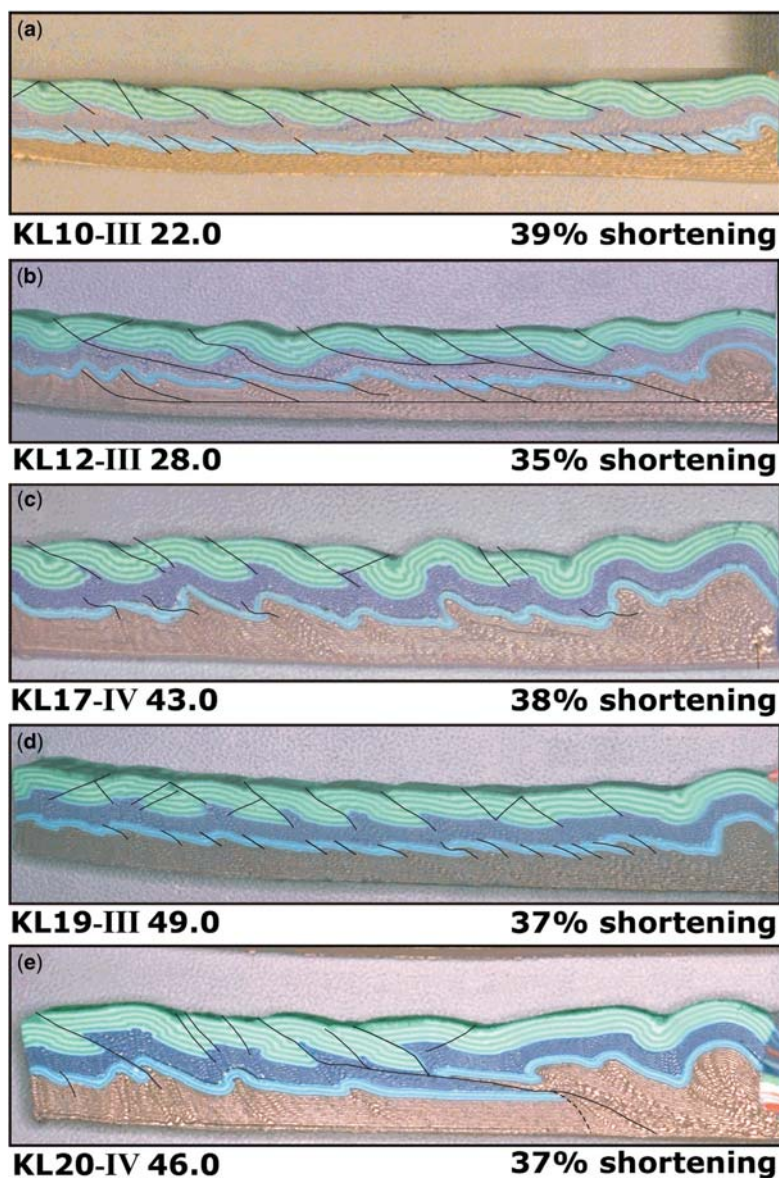 (a)
KL10-III 22.0 39% shortening
(b)
KL12-III 28.0 35% shortening
(c)
KL17-IV 43.0 38% shortening
(d)
KL19-III 49.0 37% shortening
(e)
KL20-IV 46.0 37% shortening